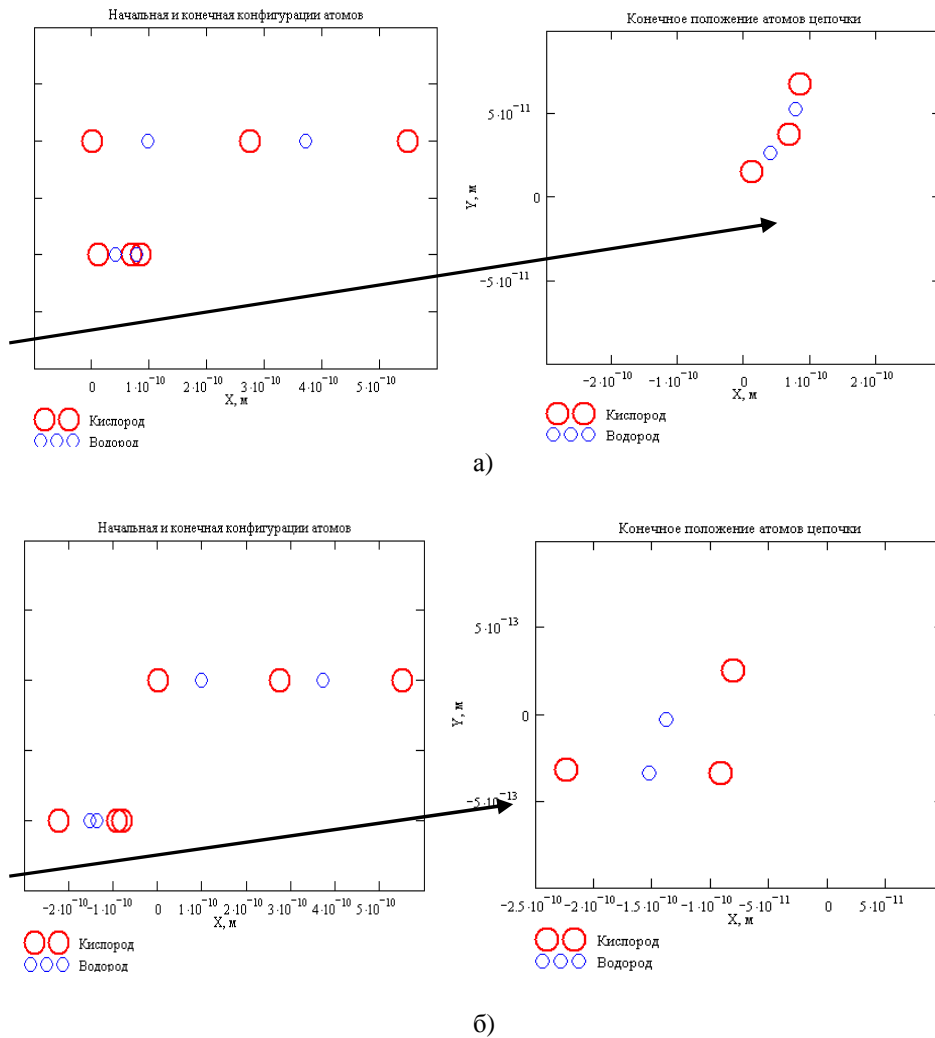 Начальная и конечная конфигурации атомов
0 1·10⁻¹⁰ 2·10⁻¹⁰ 3·10⁻¹⁰ 4·10⁻¹⁰ 5·10⁻¹⁰
X, м
Кислород
Водород
Конечное положение атомов цепочки
5·10⁻¹¹
Y, м
0
−5·10⁻¹¹
−2·10⁻¹⁰ −1·10⁻¹⁰ 0 1·10⁻¹⁰ 2·10⁻¹⁰
X, м
Кислород
Водород
а)
Начальная и конечная конфигурации атомов
−2·10⁻¹⁰ −1·10⁻¹⁰ 0 1·10⁻¹⁰ 2·10⁻¹⁰ 3·10⁻¹⁰ 4·10⁻¹⁰ 5·10⁻¹⁰
X, м
Кислород
Водород
Конечное положение атомов цепочки
5·10⁻¹³
Y, м
0
−5·10⁻¹³
−2.5·10⁻¹⁰ −2·10⁻¹⁰ −1.5·10⁻¹⁰ −1·10⁻¹⁰ −5·10⁻¹¹ 0 5·10⁻¹¹
X, м
Кислород
Водород
б)